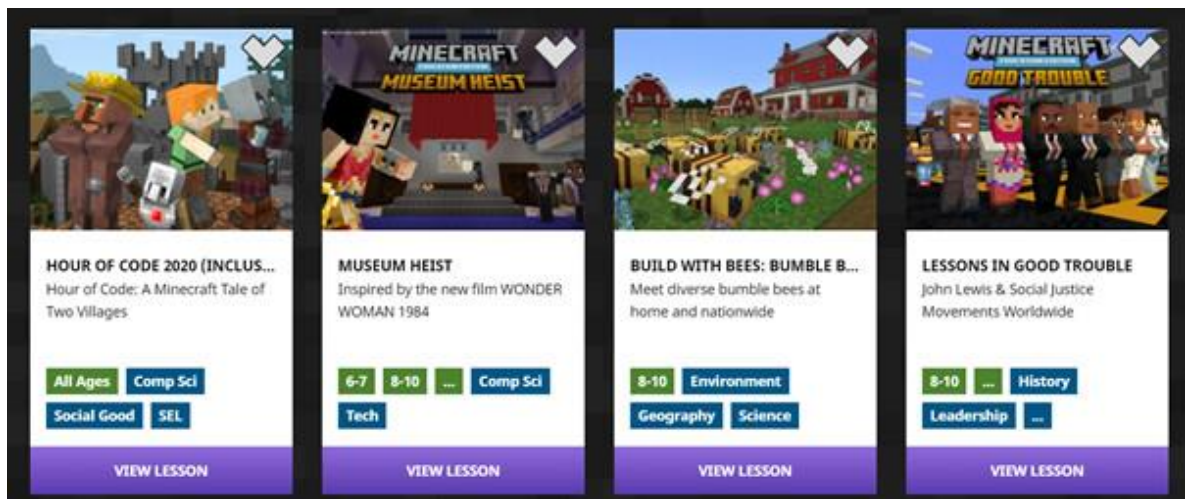 MINECRAFT
EDUCATION EDITION
MUSEUM HEIST
MINECRAFT
EDUCATION EDITION
GOOD TROUBLE
HOUR OF CODE 2020 (INCLUS...
Hour of Code: A Minecraft Tale of
Two Villages
All Ages Comp Sci
Social Good SEL
VIEW LESSON
MUSEUM HEIST
Inspired by the new film WONDER
WOMAN 1984
6-7 8-10 ... Comp Sci
Tech
VIEW LESSON
BUILD WITH BEES: BUMBLE B...
Meet diverse bumble bees at
home and nationwide
8-10 Environment
Geography Science
VIEW LESSON
LESSONS IN GOOD TROUBLE
John Lewis & Social Justice
Movements Worldwide
8-10 ... History
Leadership ...
VIEW LESSON